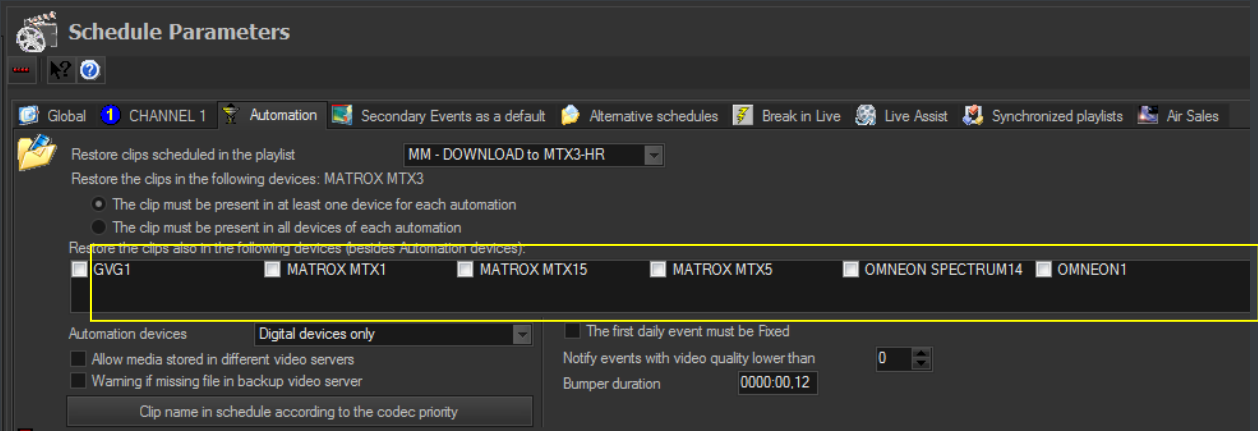 Schedule Parameters
Global 1 CHANNEL 1 Automation Secondary Events as a default Alternative schedules Break in Live Live Assist Synchronized playlists Air Sales
Restore clips scheduled in the playlist MM - DOWNLOAD to MTX3-HR
Restore the clips in the following devices: MATROX MTX3
The clip must be present in at least one device for each automation
The clip must be present in all devices of each automation
Restore the clips also in the following devices (besides Automation devices):
GVG1 MATROX MTX1 MATROX MTX15 MATROX MTX5 OMNEON SPECTRUM14 OMNEON1
Automation devices Digital devices only The first daily event must be Fixed
Allow media stored in different video servers Notify events with video quality lower than 0
Warning if missing file in backup video server Bumper duration 0000:00.12
Clip name in schedule according to the codec priority